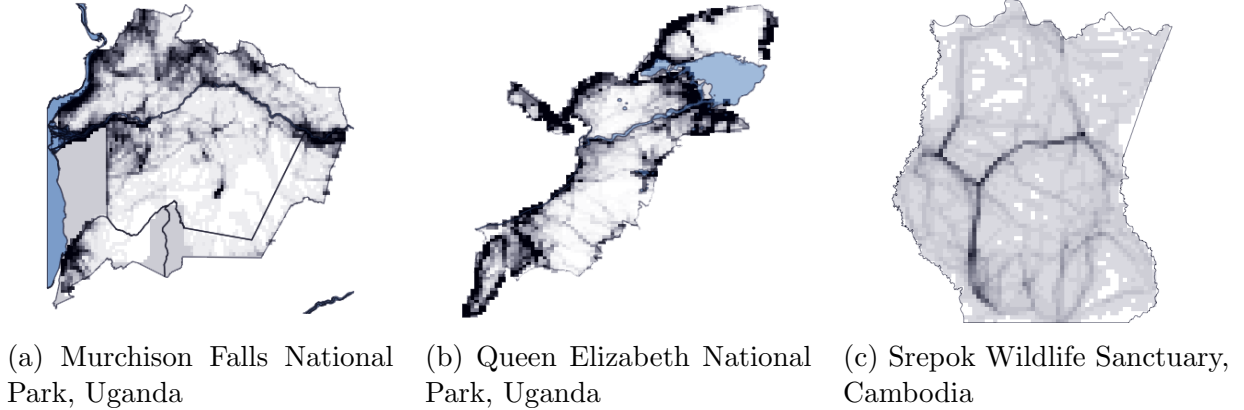 (a) Murchison Falls National
Park, Uganda
(b) Queen Elizabeth National
Park, Uganda
(c) Srepok Wildlife Sanctuary,
Cambodia